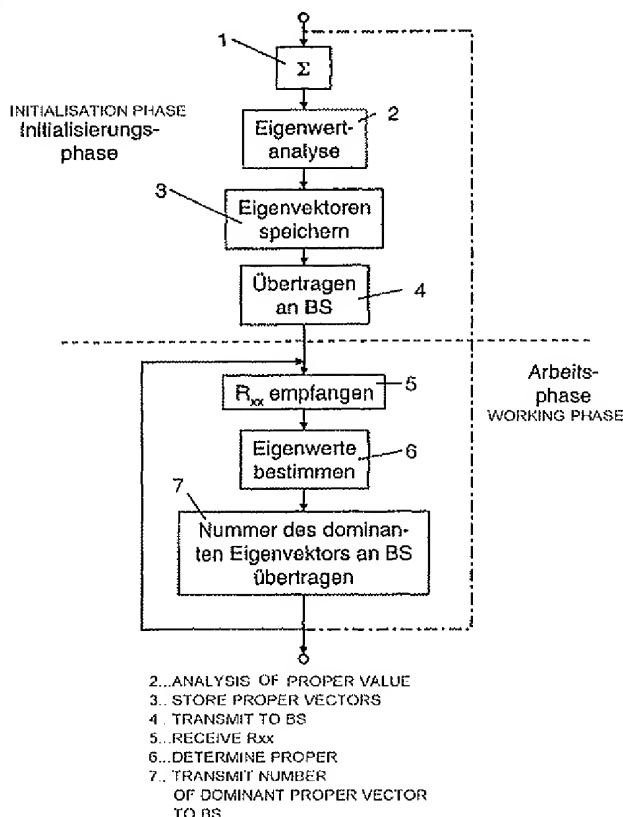 1
Σ
INITIALISATION PHASE
Initialisierungs-
phase
2
Eigenwert-
analyse
3
Eigenvektoren
speichern
Übertragen
an BS
4
Arbeits-
phase
WORKING PHASE
Rxx empfangen
5
Eigenwerte
bestimmen
6
7
Nummer des dominan-
ten Eigenvektors an BS
übertragen
2...ANALYSIS OF PROPER VALUE
3.. STORE PROPER VECTORS
4 . TRANSMIT TO BS
5...RECEIVE Rxx
6...DETERMINE PROPER
7.. TRANSMIT NUMBER
OF DOMINANT PROPER VECTOR
TO BS